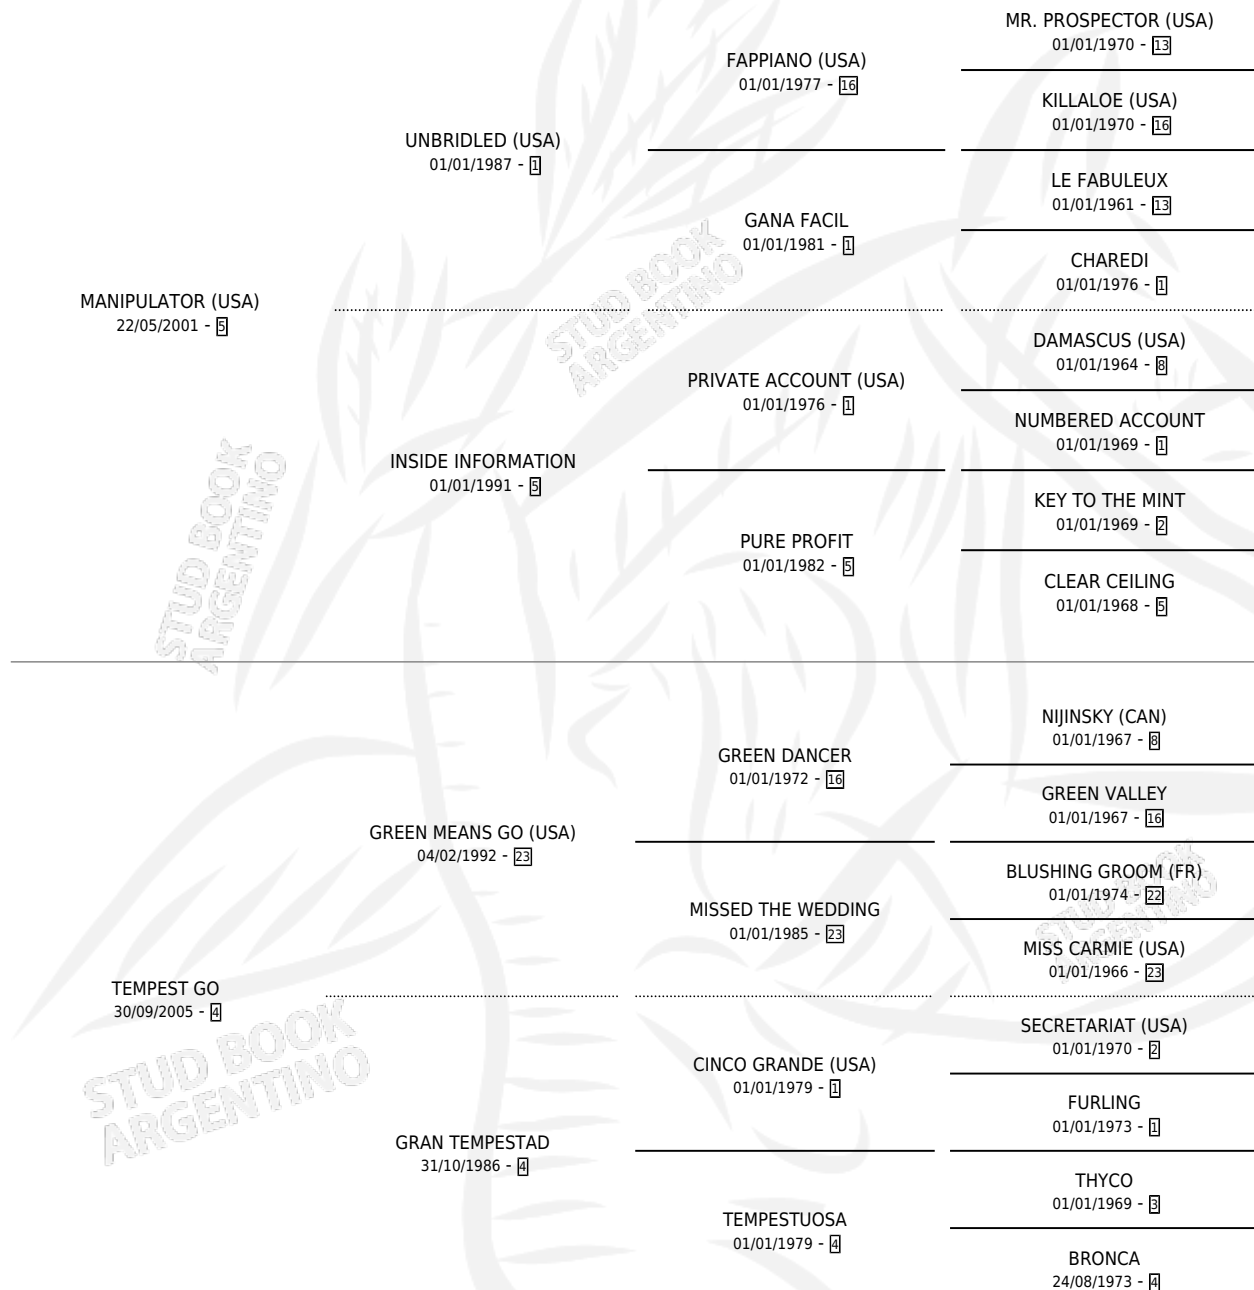 MR. PROSPECTOR (USA)
01/01/1970 - 13
FAPPIANO (USA)
01/01/1977 - 16
KILLALOE (USA)
01/01/1970 - 16
UNBRIDLED (USA)
01/01/1987 - 1
LE FABULEUX
01/01/1961 - 13
GANA FACIL
01/01/1981 - 1
CHAREDI
01/01/1976 - 1
MANIPULATOR (USA)
22/05/2001 - 5
DAMASCUS (USA)
01/01/1964 - 8
PRIVATE ACCOUNT (USA)
01/01/1976 - 1
NUMBERED ACCOUNT
01/01/1969 - 1
INSIDE INFORMATION
01/01/1991 - 5
KEY TO THE MINT
01/01/1969 - 2
PURE PROFIT
01/01/1982 - 5
CLEAR CEILING
01/01/1968 - 5
STUD BOOK
ARGENTINO
STUD BOOK
ARGENTINO
NIJINSKY (CAN)
01/01/1967 - 8
GREEN DANCER
01/01/1972 - 16
GREEN VALLEY
01/01/1967 - 16
GREEN MEANS GO (USA)
04/02/1992 - 23
BLUSHING GROOM (FR)
01/01/1974 - 22
MISSED THE WEDDING
01/01/1985 - 23
MISS CARMIE (USA)
01/01/1966 - 23
STUD BOOK
ARGENTINO
TEMPEST GO
30/09/2005 - 4
SECRETARIAT (USA)
01/01/1970 - 2
CINCO GRANDE (USA)
01/01/1979 - 1
FURLING
01/01/1973 - 1
STUD BOOK
ARGENTINO
GRAN TEMPESTAD
31/10/1986 - 4
THYCO
01/01/1969 - 3
TEMPESTUOSA
01/01/1979 - 4
BRONCA
24/08/1973 - 4